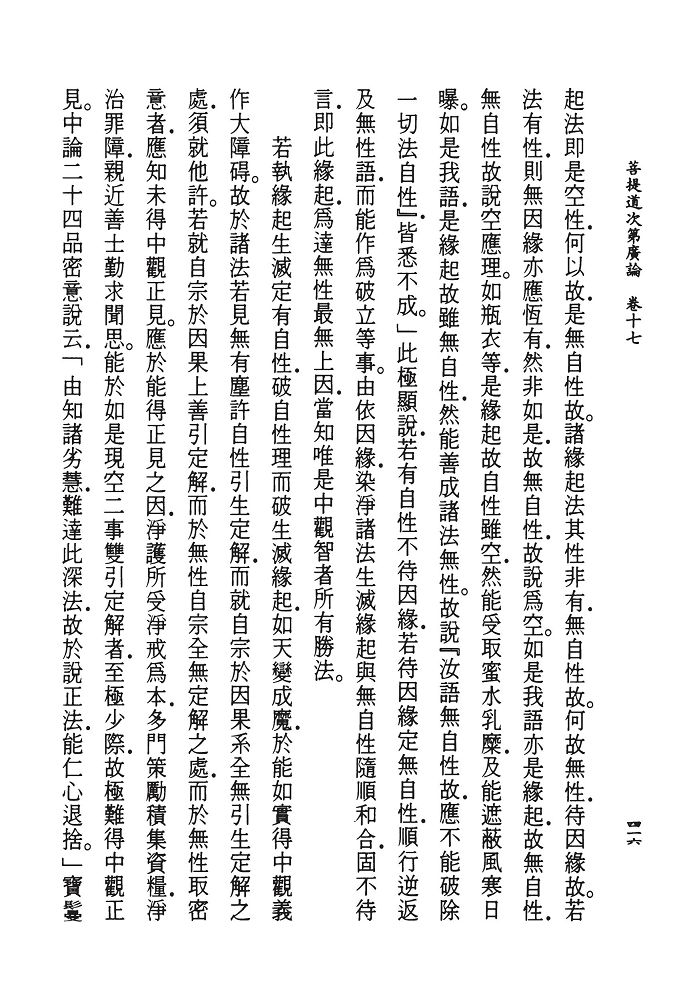 菩提道次第廣論　卷十七
四一六
起法即是空性．何以故．是無自性故。諸緣起法其性非有．無自性故。何故無性．待因緣故。若
法有性．則無因緣亦應恆有．然非如是．故無自性．故說爲空。如是我語亦是緣起．故無自性．
無自性故說空應理。如瓶衣等．是緣起故自性雖空．然能受取蜜水乳糜．及能遮蔽風寒日
曝。如是我語．是緣起故雖無自性．然能善成諸法無性。故說『汝語無自性故．應不能破除
一切法自性』．皆悉不成。」此極顯說．若有自性不待因緣．若待因緣定無自性．順行逆返
及無性語．而能作爲破立等事。由依因緣．染淨諸法生滅緣起．與無自性隨順和合．固不待
言．即此緣起．爲達無性最無上因．當知唯是中觀智者所有勝法。
若執緣起生滅定有自性．破自性理而破生滅緣起．如天變成魔．於能如實得中觀義
作大障碍。故於諸法若見無有塵許自性引生定解．而就自宗於因果系全無引生定解之
處．須就他許。若就自宗於因果上善引定解．而於無性自宗全無定解之處．而於無性取密
意者．應知未得中觀正見。應於能得正見之因．淨護所受淨戒爲本．多門策勵積集資糧．淨
治罪障．親近善士勤求聞思。能於如是現空二事雙引定解者．至極少際．故極難得中觀正
見。中論二十四品密意說云．「由知諸劣慧．難達此深法．故於說正法．能仁心退捨。」寶鬘